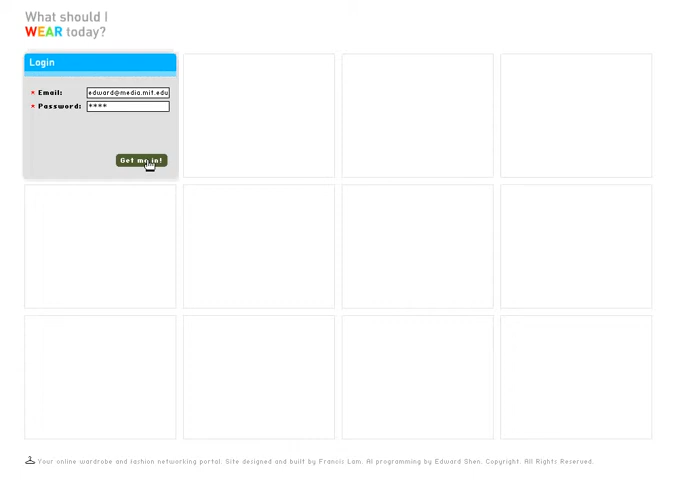 What should I
WEAR today?
Login
* Email: edward@media.mit.edu
* Password: ****
Get me in!
Your online wardrobe and fashion networking portal. Site designed and built by Francis Lam. AI programming by Edward Shen. Copyright. All Rights Reserved.